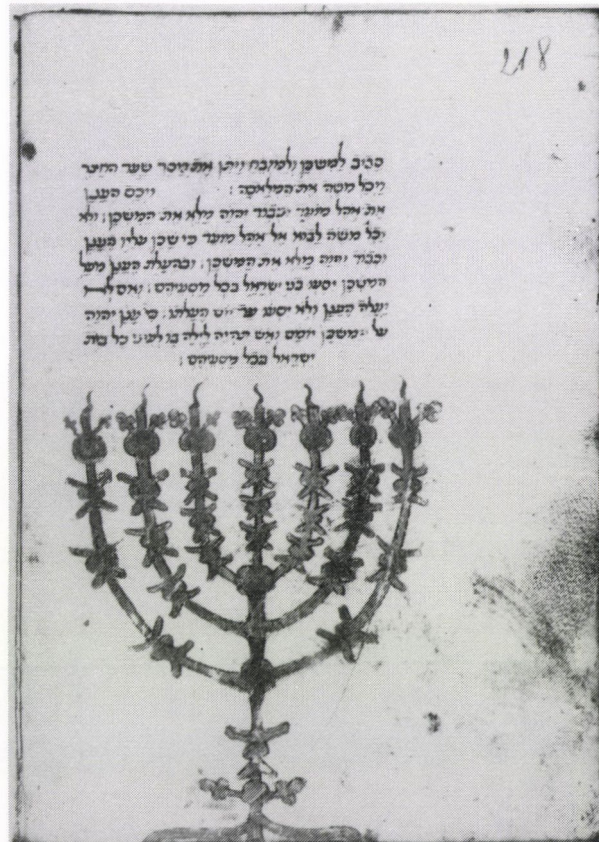 218
סביב למשכן ולמזבח ויתן את מסך שער החצר
ויכל משה את המלאכה : ויכס הענן
את אהל מועד וכבוד יהוה מלא את המשכן : ולא
יכל משה לבוא אל אהל מועד כי שכן עליו הענן
וכבוד יהוה מלא את המשכן : ובהעלת הענן מעל
המשכן יסעו בני ישראל בכל מסעיהם : ואם לא
יעלה הענן ולא יסעו עד יום העלתו : כי ענן יהוה
על המשכן יומם ואש תהיה לילה בו לעיני כל בית
ישראל בכל מסעיהם :